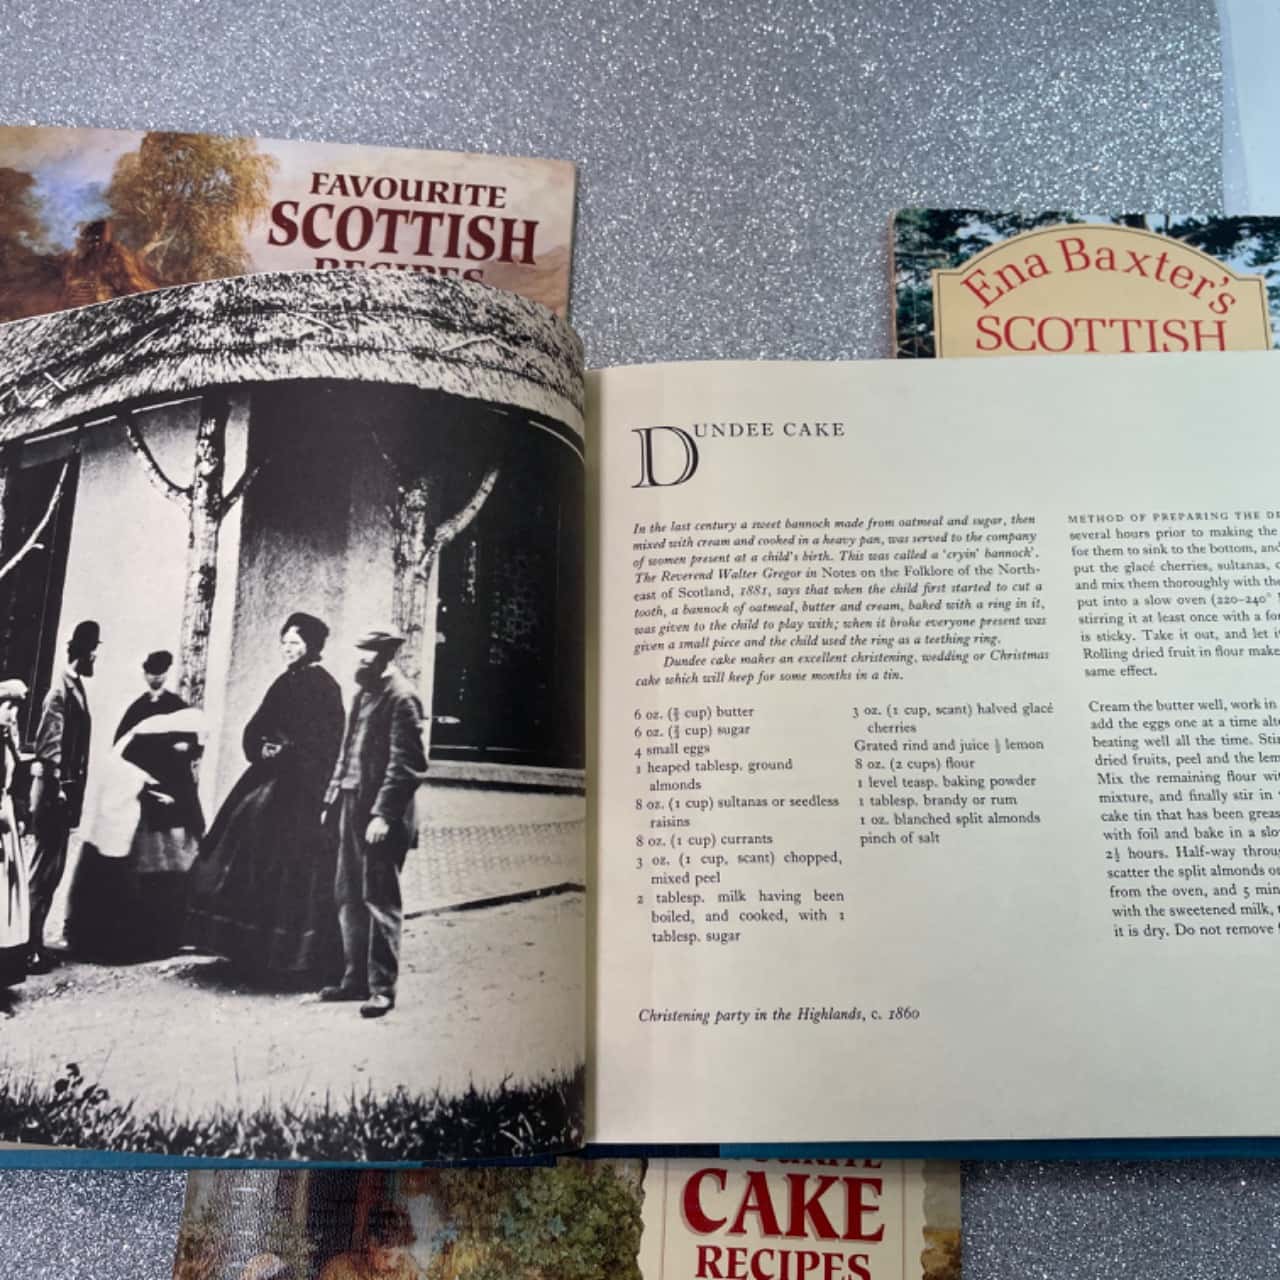 FAVOURITE
SCOTTISH
RECIPES
Ena Baxter's
SCOTTISH
DUNDEE CAKE
In the last century a sweet bannock made from oatmeal and sugar, then
mixed with cream and cooked in a heavy pan, was served to the company
of women present at a child's birth. This was called a 'cryin' bannock'.
The Reverend Walter Gregor in Notes on the Folklore of the North-
east of Scotland, 1881, says that when the child first started to cut a
tooth, a bannock of oatmeal, butter and cream, baked with a ring in it,
was given to the child to play with; when it broke everyone present was
given a small piece and the child used the ring as a teething ring.
Dundee cake makes an excellent christening, wedding or Christmas
cake which will keep for some months in a tin.
6 oz. (¾ cup) butter
6 oz. (¾ cup) sugar
4 small eggs
1 heaped tablesp. ground
almonds
8 oz. (1 cup) sultanas or seedless
raisins
8 oz. (1 cup) currants
3 oz. (1 cup, scant) chopped,
mixed peel
2 tablesp. milk having been
boiled, and cooked, with 1
tablesp. sugar
3 oz. (1 cup, scant) halved glacé
cherries
Grated rind and juice ½ lemon
8 oz. (2 cups) flour
1 level teasp. baking powder
1 tablesp. brandy or rum
1 oz. blanched split almonds
pinch of salt
Christening party in the Highlands, c. 1860
METHOD OF PREPARING THE
several hours prior to making the
for them to sink to the bottom, and
put the glacé cherries, sultanas,
and mix them thoroughly with the
put into a slow oven (220–240°
stirring it at least once with a
is sticky. Take it out, and let
Rolling dried fruit in flour make
same effect.
Cream the butter well, work in
add the eggs one at a time
beating well all the time.
dried fruits, peel and the
Mix the remaining flour
mixture, and finally stir in
cake tin that has been
with foil and bake in a
2½ hours. Half-way
scatter the split almonds
from the oven, and 5
with the sweetened milk,
it is dry. Do not remove
CAKE
RECIPES